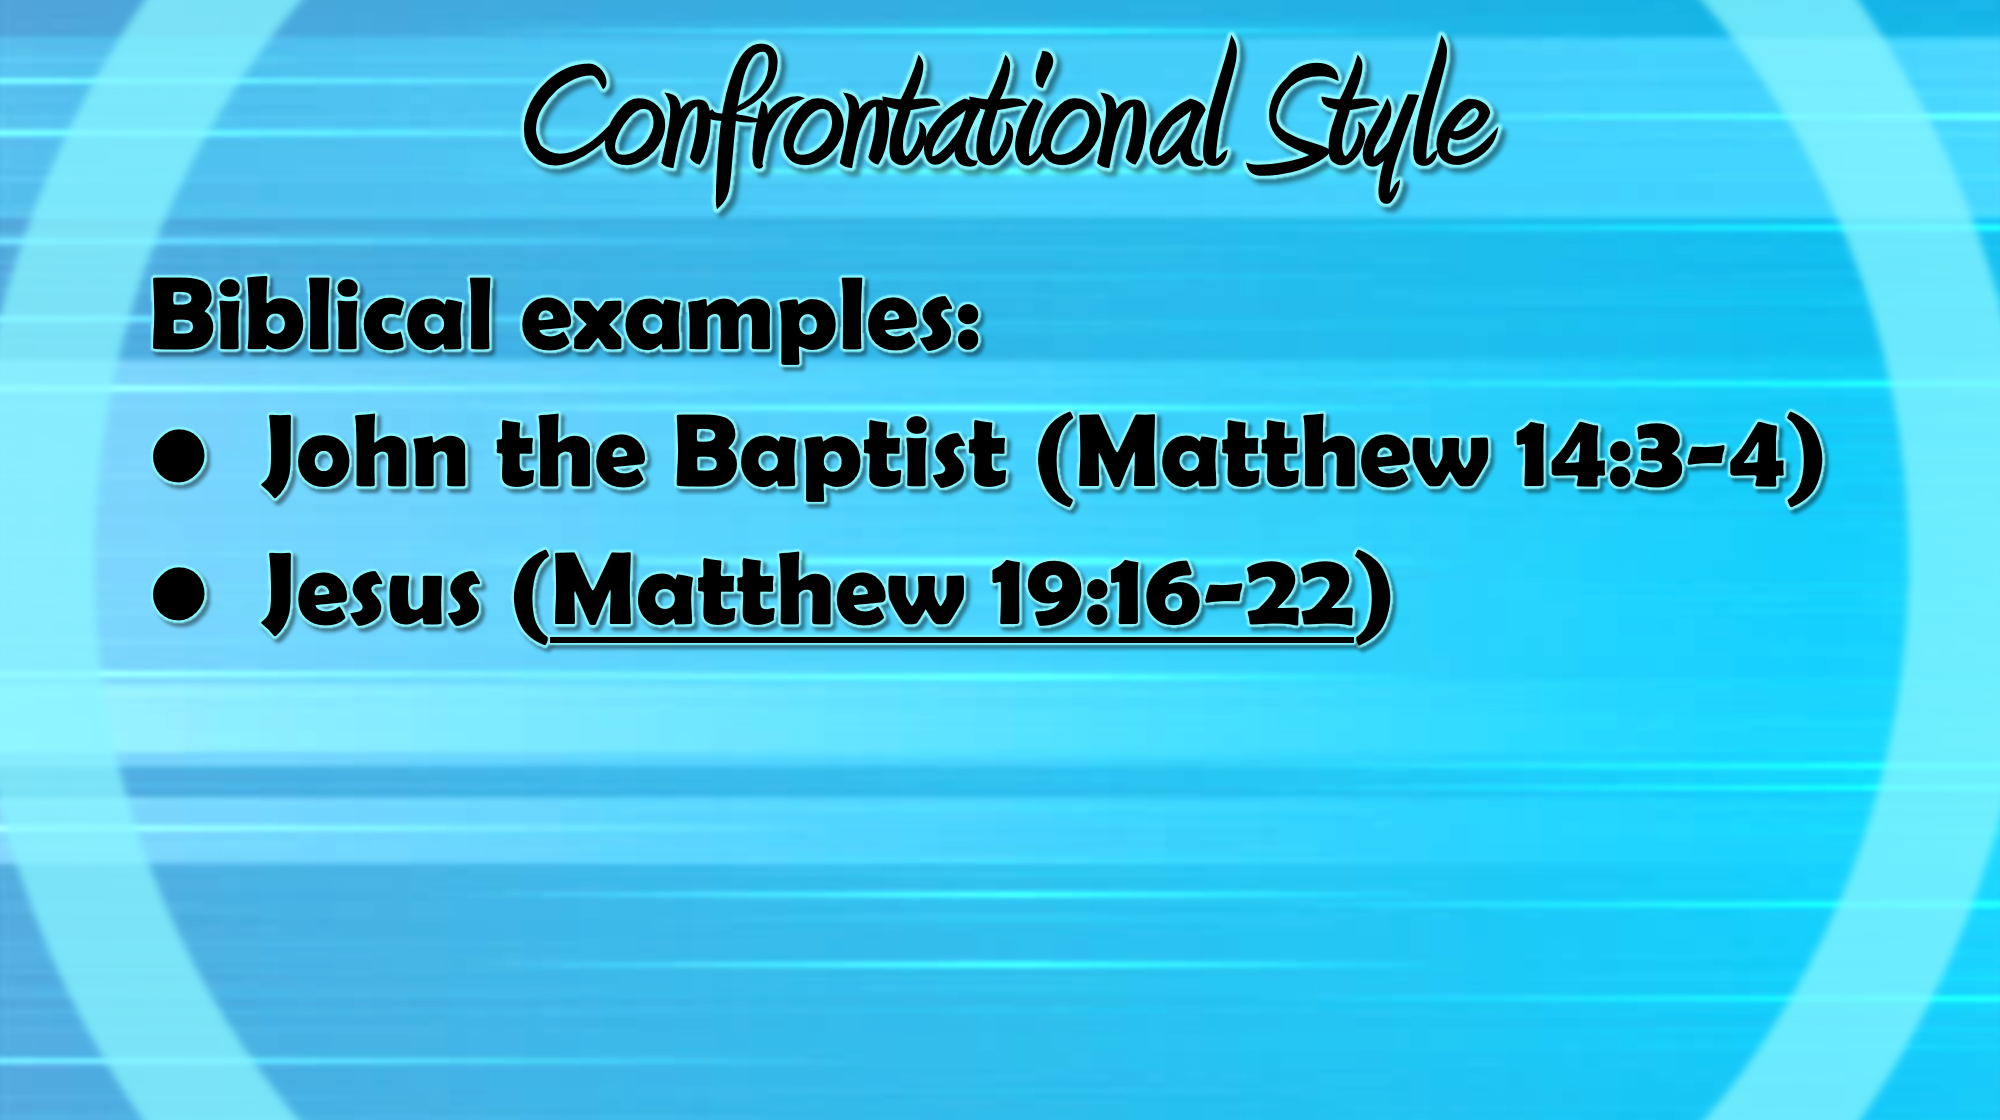 Confrontational Style
Biblical examples:
● John the Baptist (Matthew 14:3-4)
● Jesus (Matthew 19:16-22)